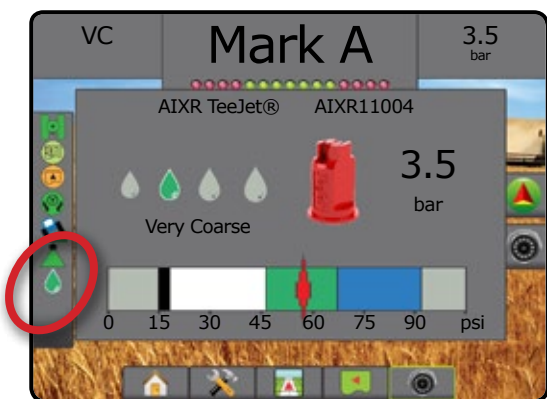 VC Mark A 3.5
bar
AIXR TeeJet® AIXR11004
3.5
bar
Very Coarse
0 15 30 45 60 75 90 psi